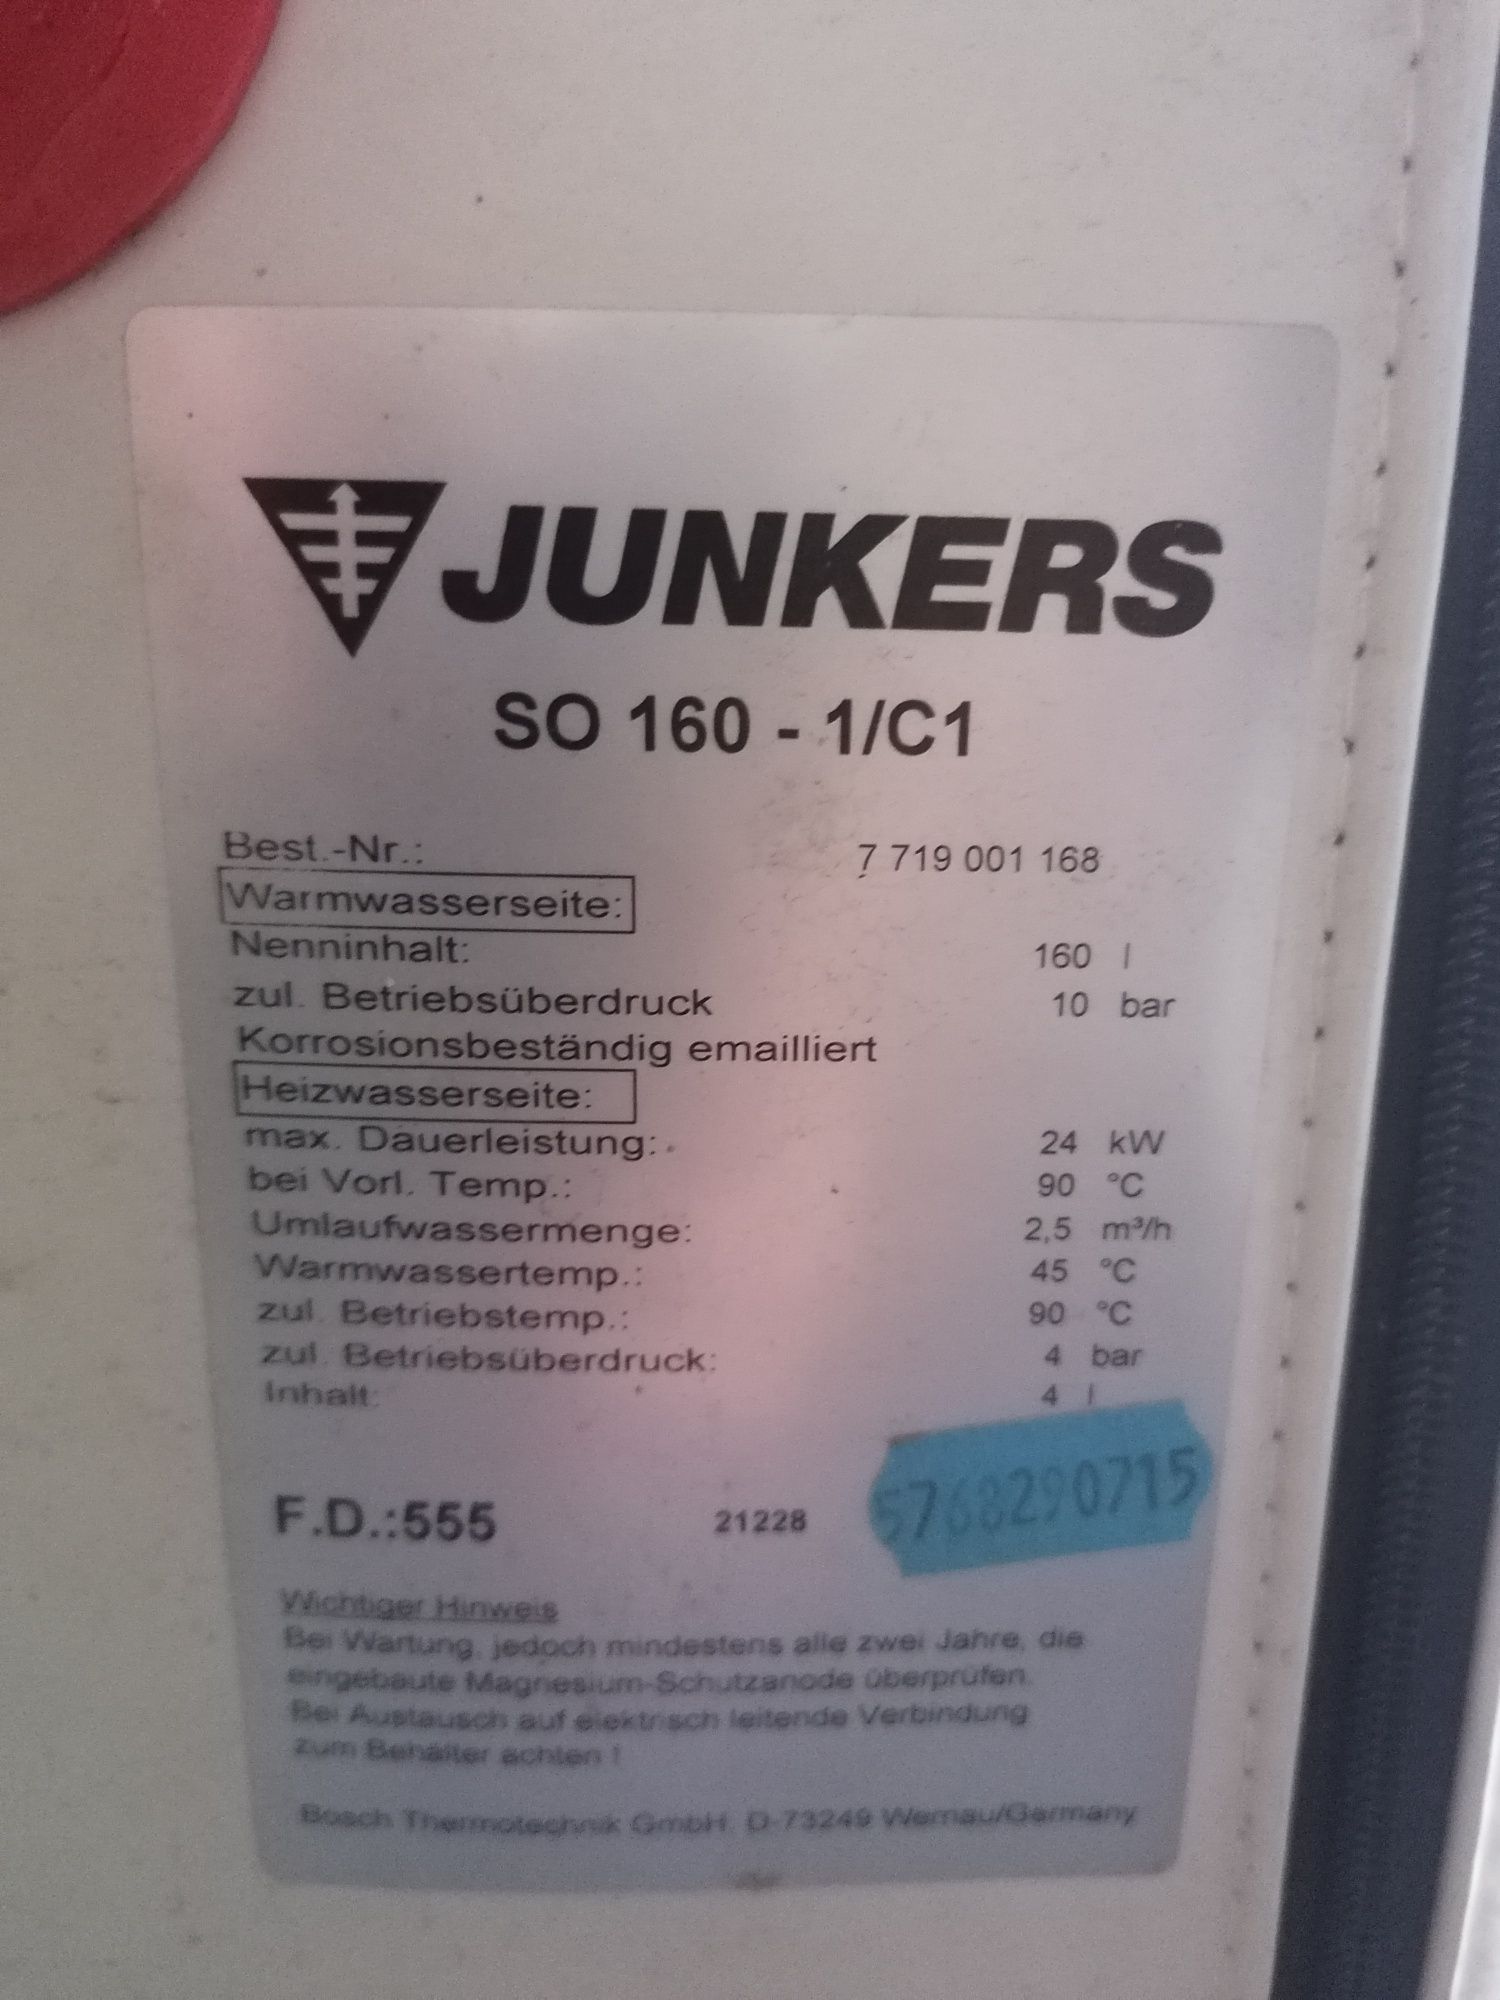 JUNKERS
SO 160 - 1/C1
Best.-Nr.: 7 719 001 168
Warmwasserseite:
Nenninhalt: 160 l
zul. Betriebsüberdruck 10 bar
Korrosionsbeständig emailliert
Heizwasserseite:
max. Dauerleistung: 24 kW
bei Vorl. Temp.: 90 °C
Umlaufwassermenge: 2,5 m³/h
Warmwassertemp.: 45 °C
zul. Betriebstemp.: 90 °C
zul. Betriebsüberdruck: 4 bar
Inhalt: 4 l
F.D.:555 21228 5768290715
Wichtiger Hinweis
Bei Wartung, jedoch mindestens alle zwei Jahre, die
eingebaute Magnesium-Schutzanode überprüfen.
Bei Austausch auf elektrisch leitende Verbindung
zum Behälter achten !
Bosch Thermotechnik GmbH, D-73249 Wernau/Germany